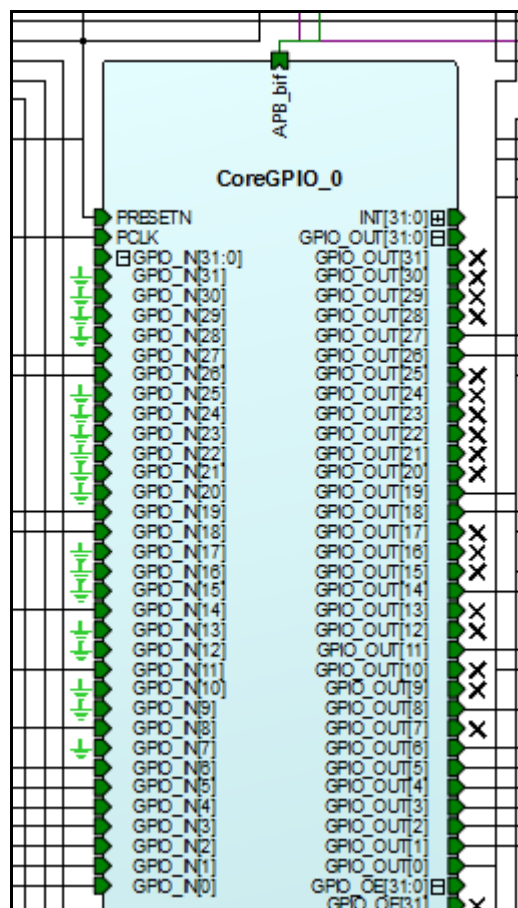 APB_bif
CoreGPIO_0
PRESETN INT[31:0]
PCLK GPIO_OUT[31:0]
GPIO_IN[31:0] GPIO_OUT[31]
GPIO_IN[31] GPIO_OUT[30]
GPIO_IN[30] GPIO_OUT[29]
GPIO_IN[29] GPIO_OUT[28]
GPIO_IN[28] GPIO_OUT[27]
GPIO_IN[27] GPIO_OUT[26]
GPIO_IN[26] GPIO_OUT[25]
GPIO_IN[25] GPIO_OUT[24]
GPIO_IN[24] GPIO_OUT[23]
GPIO_IN[23] GPIO_OUT[22]
GPIO_IN[22] GPIO_OUT[21]
GPIO_IN[21] GPIO_OUT[20]
GPIO_IN[20] GPIO_OUT[19]
GPIO_IN[19] GPIO_OUT[18]
GPIO_IN[18] GPIO_OUT[17]
GPIO_IN[17] GPIO_OUT[16]
GPIO_IN[16] GPIO_OUT[15]
GPIO_IN[15] GPIO_OUT[14]
GPIO_IN[14] GPIO_OUT[13]
GPIO_IN[13] GPIO_OUT[12]
GPIO_IN[12] GPIO_OUT[11]
GPIO_IN[11] GPIO_OUT[10]
GPIO_IN[10] GPIO_OUT[9]
GPIO_IN[9] GPIO_OUT[8]
GPIO_IN[8] GPIO_OUT[7]
GPIO_IN[7] GPIO_OUT[6]
GPIO_IN[6] GPIO_OUT[5]
GPIO_IN[5] GPIO_OUT[4]
GPIO_IN[4] GPIO_OUT[3]
GPIO_IN[3] GPIO_OUT[2]
GPIO_IN[2] GPIO_OUT[1]
GPIO_IN[1] GPIO_OUT[0]
GPIO_IN[0] GPIO_OE[31:0]
GPIO_OE[31]